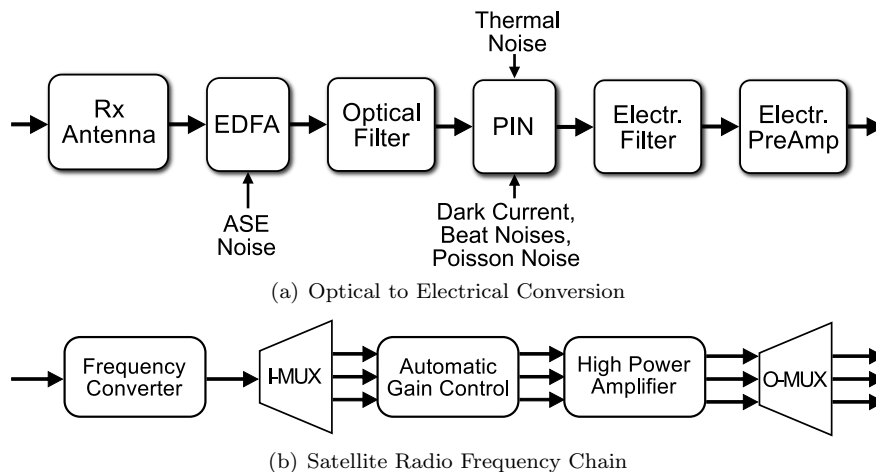 Thermal
Noise
Rx
Antenna
EDFA
Optical
Filter
PIN
Electr.
Filter
Electr.
PreAmp
ASE
Noise
Dark Current,
Beat Noises,
Poisson Noise
(a) Optical to Electrical Conversion
Frequency
Converter
I-MUX
Automatic
Gain Control
High Power
Amplifier
O-MUX
(b) Satellite Radio Frequency Chain